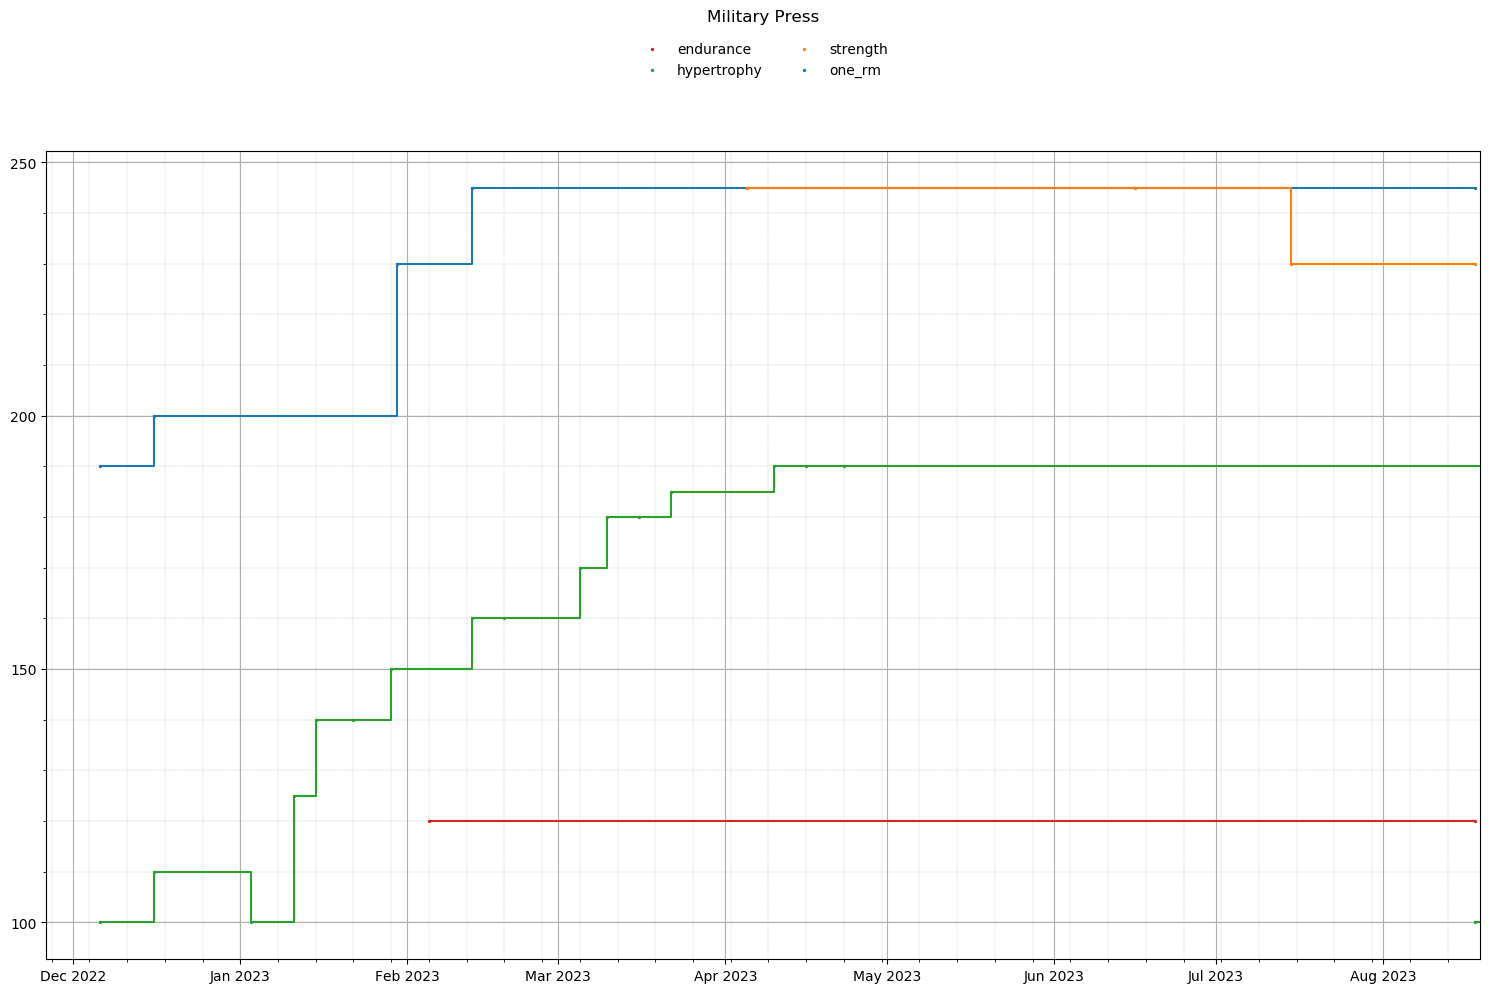 Military Press
endurance strength
hypertrophy one_rm
250
200
150
100
Dec 2022 Jan 2023 Feb 2023 Mar 2023 Apr 2023 May 2023 Jun 2023 Jul 2023 Aug 2023